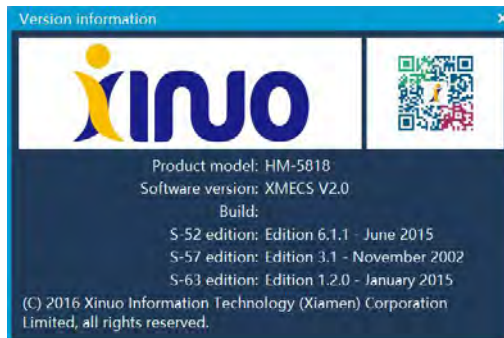 Version information
xinuo
Product model: HM-5818
Software version: XMECS V2.0
Build:
S-52 edition: Edition 6.1.1 - June 2015
S-57 edition: Edition 3.1 - November 2002
S-63 edition: Edition 1.2.0 - January 2015
(C) 2016 Xinuo Information Technology (Xiamen) Corporation
Limited, all rights reserved.